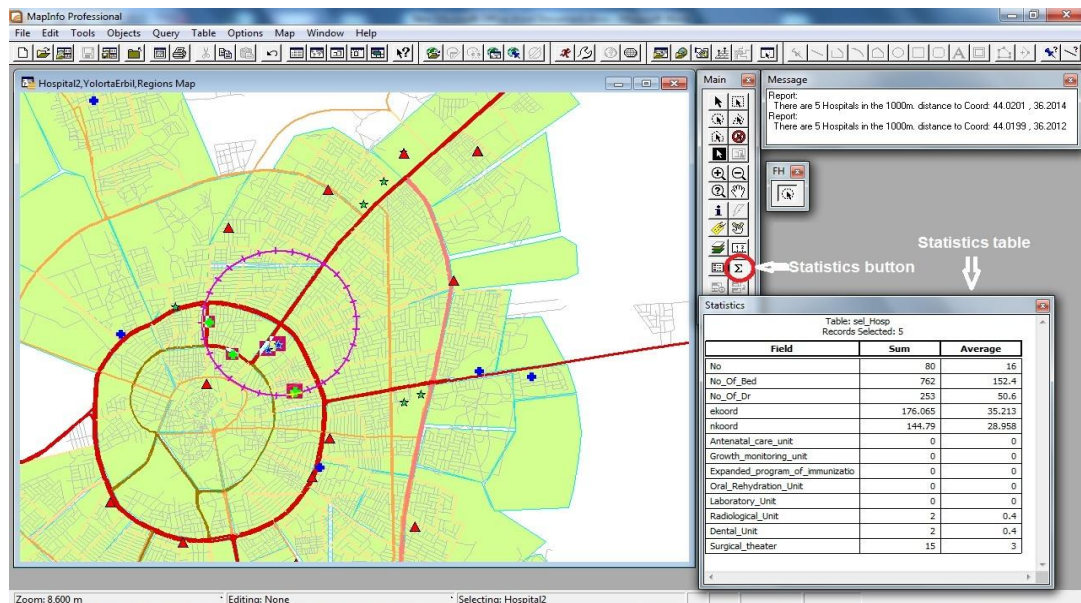 MapInfo Professional
File Edit Tools Objects Query Table Options Map Window Help
Hospital2,YolortaErbil,Regions Map
Main
Message
Report:
There are 5 Hospitals in the 1000m. distance to Coord: 44.0201 , 36.2014
Report:
There are 5 Hospitals in the 1000m. distance to Coord: 44.0199 , 36.2012
FH
Statistics table
Statistics button
Statistics
Table: sel_Hosp
Records Selected: 5
Field Sum Average
No 80 16
No_Of_Bed 762 152.4
No_Of_Dr 253 50.6
ekoord 176.065 35.213
nkoord 144.79 28.958
Antenatal_care_unit 0 0
Growth_monitoring_unit 0 0
Expanded_program_of_immunizatio 0 0
Oral_Rehydration_Unit 0 0
Laboratory_Unit 0 0
Radiological_Unit 2 0.4
Dental_Unit 2 0.4
Surgical_theater 15 3
Zoom: 8.600 m Editing: None Selecting: Hospital2